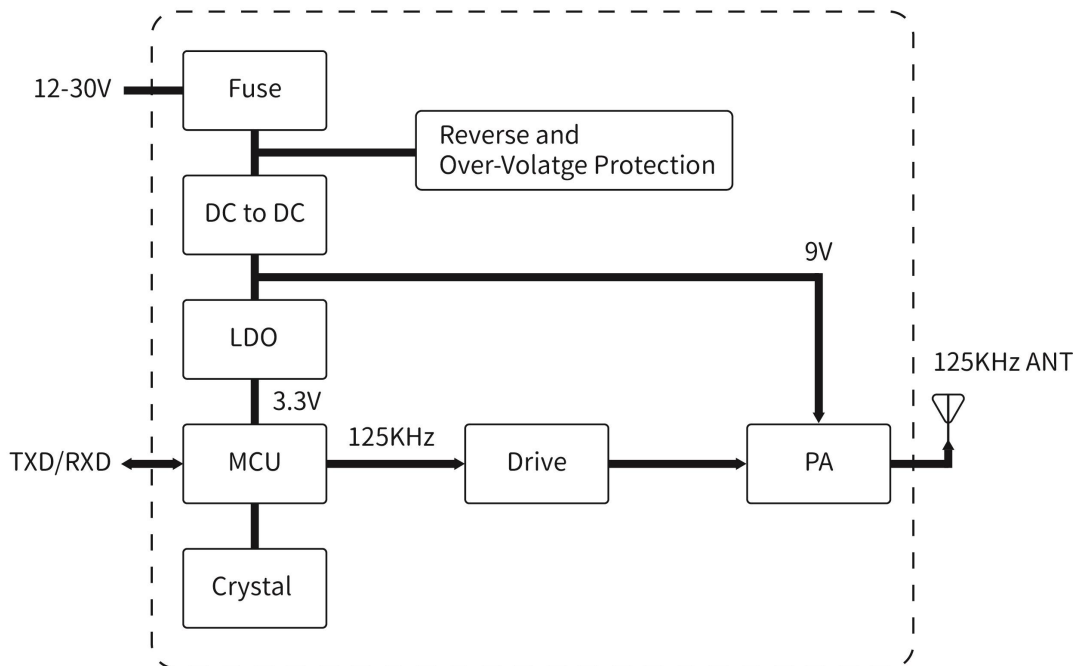 12-30V
Fuse
Reverse and
Over-Volatge Protection
DC to DC
9V
LDO
125KHz ANT
3.3V
TXD/RXD
MCU
125KHz
Drive
PA
Crystal